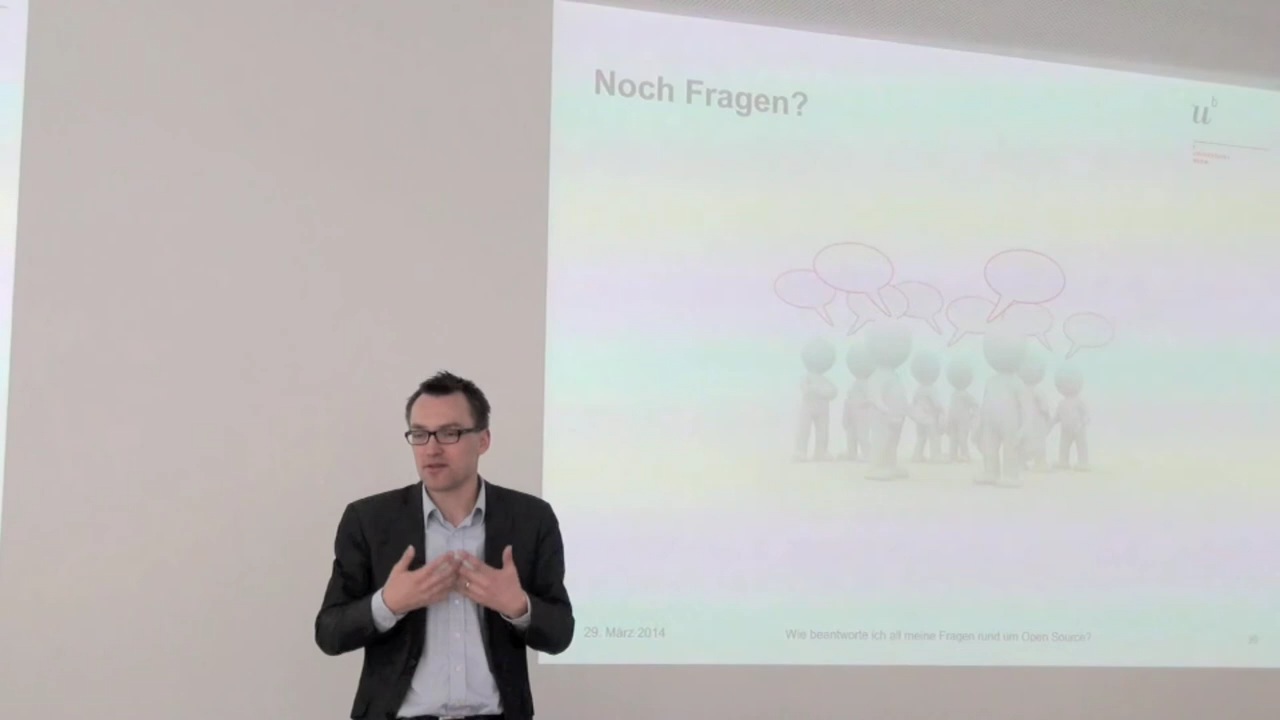 Noch Fragen?
u
b
29. März 2014
Wie beantworte ich all meine Fragen rund um Open Source?